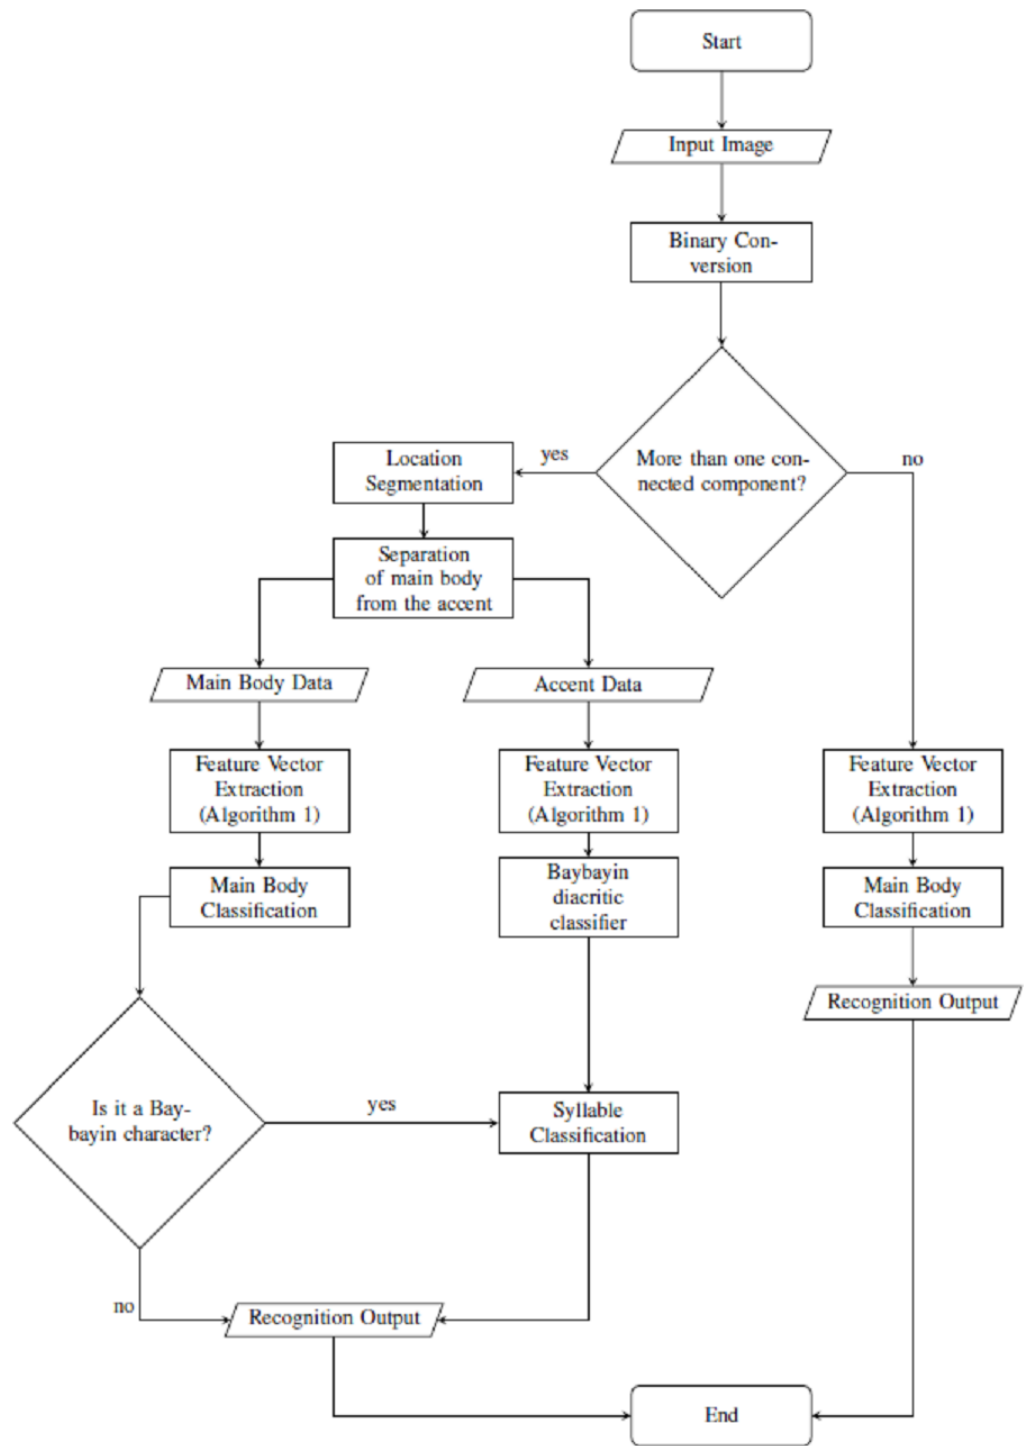 Start
Input Image
Binary Con-
version
More than one con-
nected component?
yes
no
Location
Segmentation
Separation
of main body
from the accent
Main Body Data
Accent Data
Feature Vector
Extraction
(Algorithm 1)
Feature Vector
Extraction
(Algorithm 1)
Feature Vector
Extraction
(Algorithm 1)
Main Body
Classification
Baybayin
diacritic
classifier
Main Body
Classification
Recognition Output
Is it a Bay-
bayin character?
yes
Syllable
Classification
no
Recognition Output
End